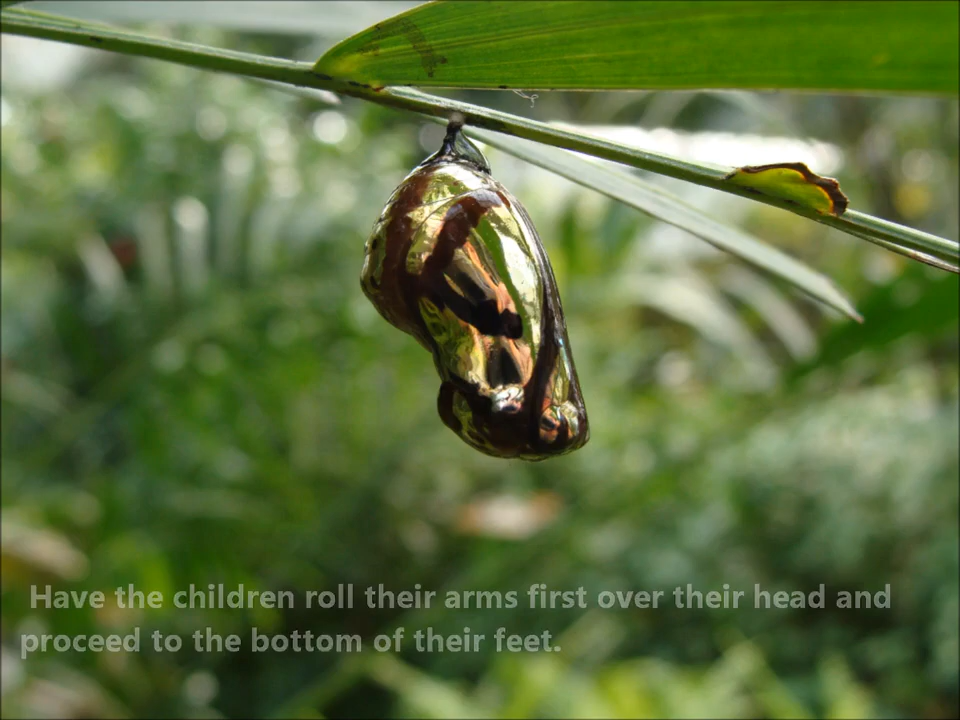 Have the children roll their arms first over their head and
proceed to the bottom of their feet.